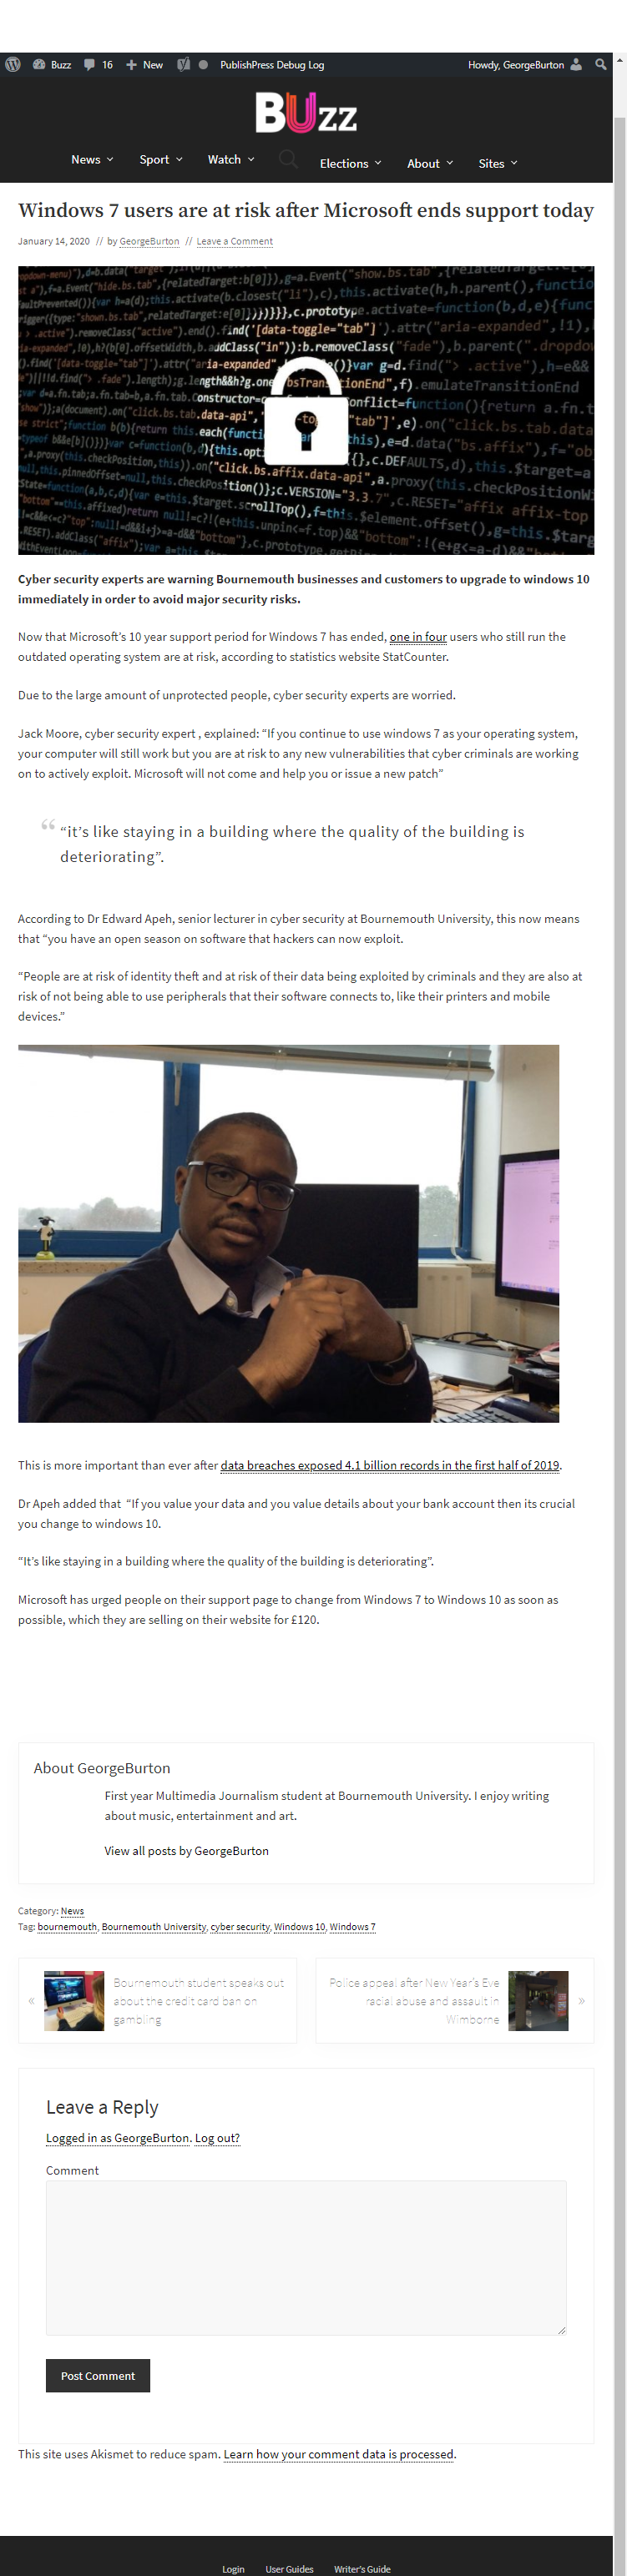 Buzz 16 New PublishPress Debug Log Howdy, GeorgeBurton
BUzz
News Sport Watch Elections About Sites
Windows 7 users are at risk after Microsoft ends support today
January 14, 2020 // by GeorgeBurton // Leave a Comment
Cyber security experts are warning Bournemouth businesses and customers to upgrade to windows 10
immediately in order to avoid major security risks.
Now that Microsoft's 10 year support period for Windows 7 has ended, one in four users who still run the
outdated operating system are at risk, according to statistics website StatCounter.
Due to the large amount of unprotected people, cyber security experts are worried.
Jack Moore, cyber security expert , explained: “If you continue to use windows 7 as your operating system,
your computer will still work but you are at risk to any new vulnerabilities that cyber criminals are working
on to actively exploit. Microsoft will not come and help you or issue a new patch”
“ “it’s like staying in a building where the quality of the building is
deteriorating”.
According to Dr Edward Apeh, senior lecturer in cyber security at Bournemouth University, this now means
that “you have an open season on software that hackers can now exploit.
“People are at risk of identity theft and at risk of their data being exploited by criminals and they are also at
risk of not being able to use peripherals that their software connects to, like their printers and mobile
devices.”
This is more important than ever after data breaches exposed 4.1 billion records in the first half of 2019.
Dr Apeh added that “If you value your data and you value details about your bank account then its crucial
you change to windows 10.
“It’s like staying in a building where the quality of the building is deteriorating”.
Microsoft has urged people on their support page to change from Windows 7 to Windows 10 as soon as
possible, which they are selling on their website for £120.
About GeorgeBurton
First year Multimedia Journalism student at Bournemouth University. I enjoy writing
about music, entertainment and art.
View all posts by GeorgeBurton
Category: News
Tag: bournemouth, Bournemouth University, cyber security, Windows 10, Windows 7
« Bournemouth student speaks out
about the credit card ban on
gambling
Police appeal after New Year’s Eve
racial abuse and assault in
Wimborne »
Leave a Reply
Logged in as GeorgeBurton. Log out?
Comment
Post Comment
This site uses Akismet to reduce spam. Learn how your comment data is processed.
Login User Guides Writer’s Guide